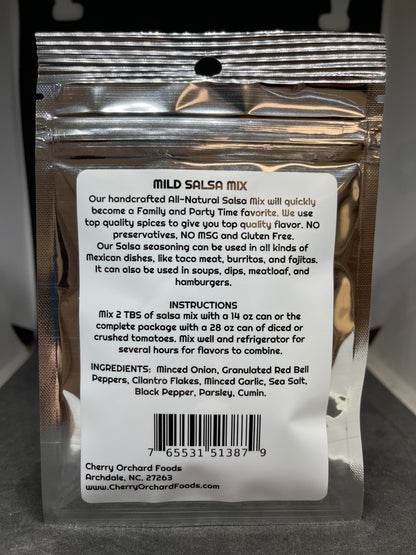 MILD SALSA MIX
Our handcrafted All-Natural Salsa Mix will quickly
become a Family and Party Time favorite. We use
top quality spices to give you top quality flavor. NO
preservatives, NO MSG and Gluten Free.
Our Salsa seasoning can be used in all kinds of
Mexican dishes, like taco meat, burritos, and fajitas.
It can also be used in soups, dips, meatloaf, and
hamburgers.
INSTRUCTIONS
Mix 2 TBS of salsa mix with a 14 oz can or the
complete package with a 28 oz can of diced or
crushed tomatoes. Mix well and refrigerator for
several hours for flavors to combine.
INGREDIENTS: Minced Onion, Granulated Red Bell
Peppers, Cilantro Flakes, Minced Garlic, Sea Salt,
Black Pepper, Parsley, Cumin.
7 65531 51387 9
Cherry Orchard Foods
Archdale, NC, 27263
www.CherryOrchardFoods.com